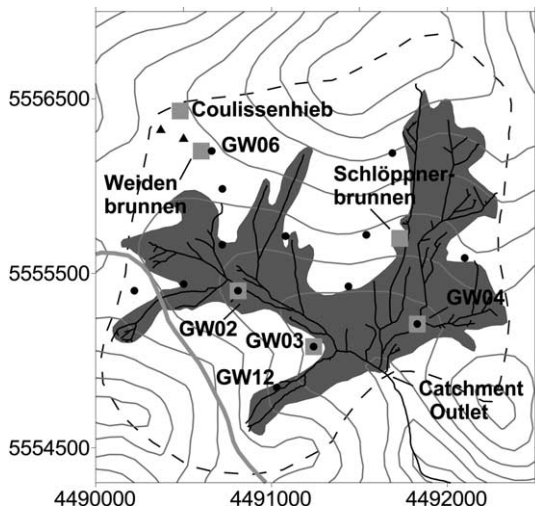 5556500
Coulissenhieb
GW06
Weiden
brunnen
Schlöppner-
brunnen
5555500
GW04
GW02
GW03
GW12
Catchment
Outlet
5554500
4490000 4491000 4492000